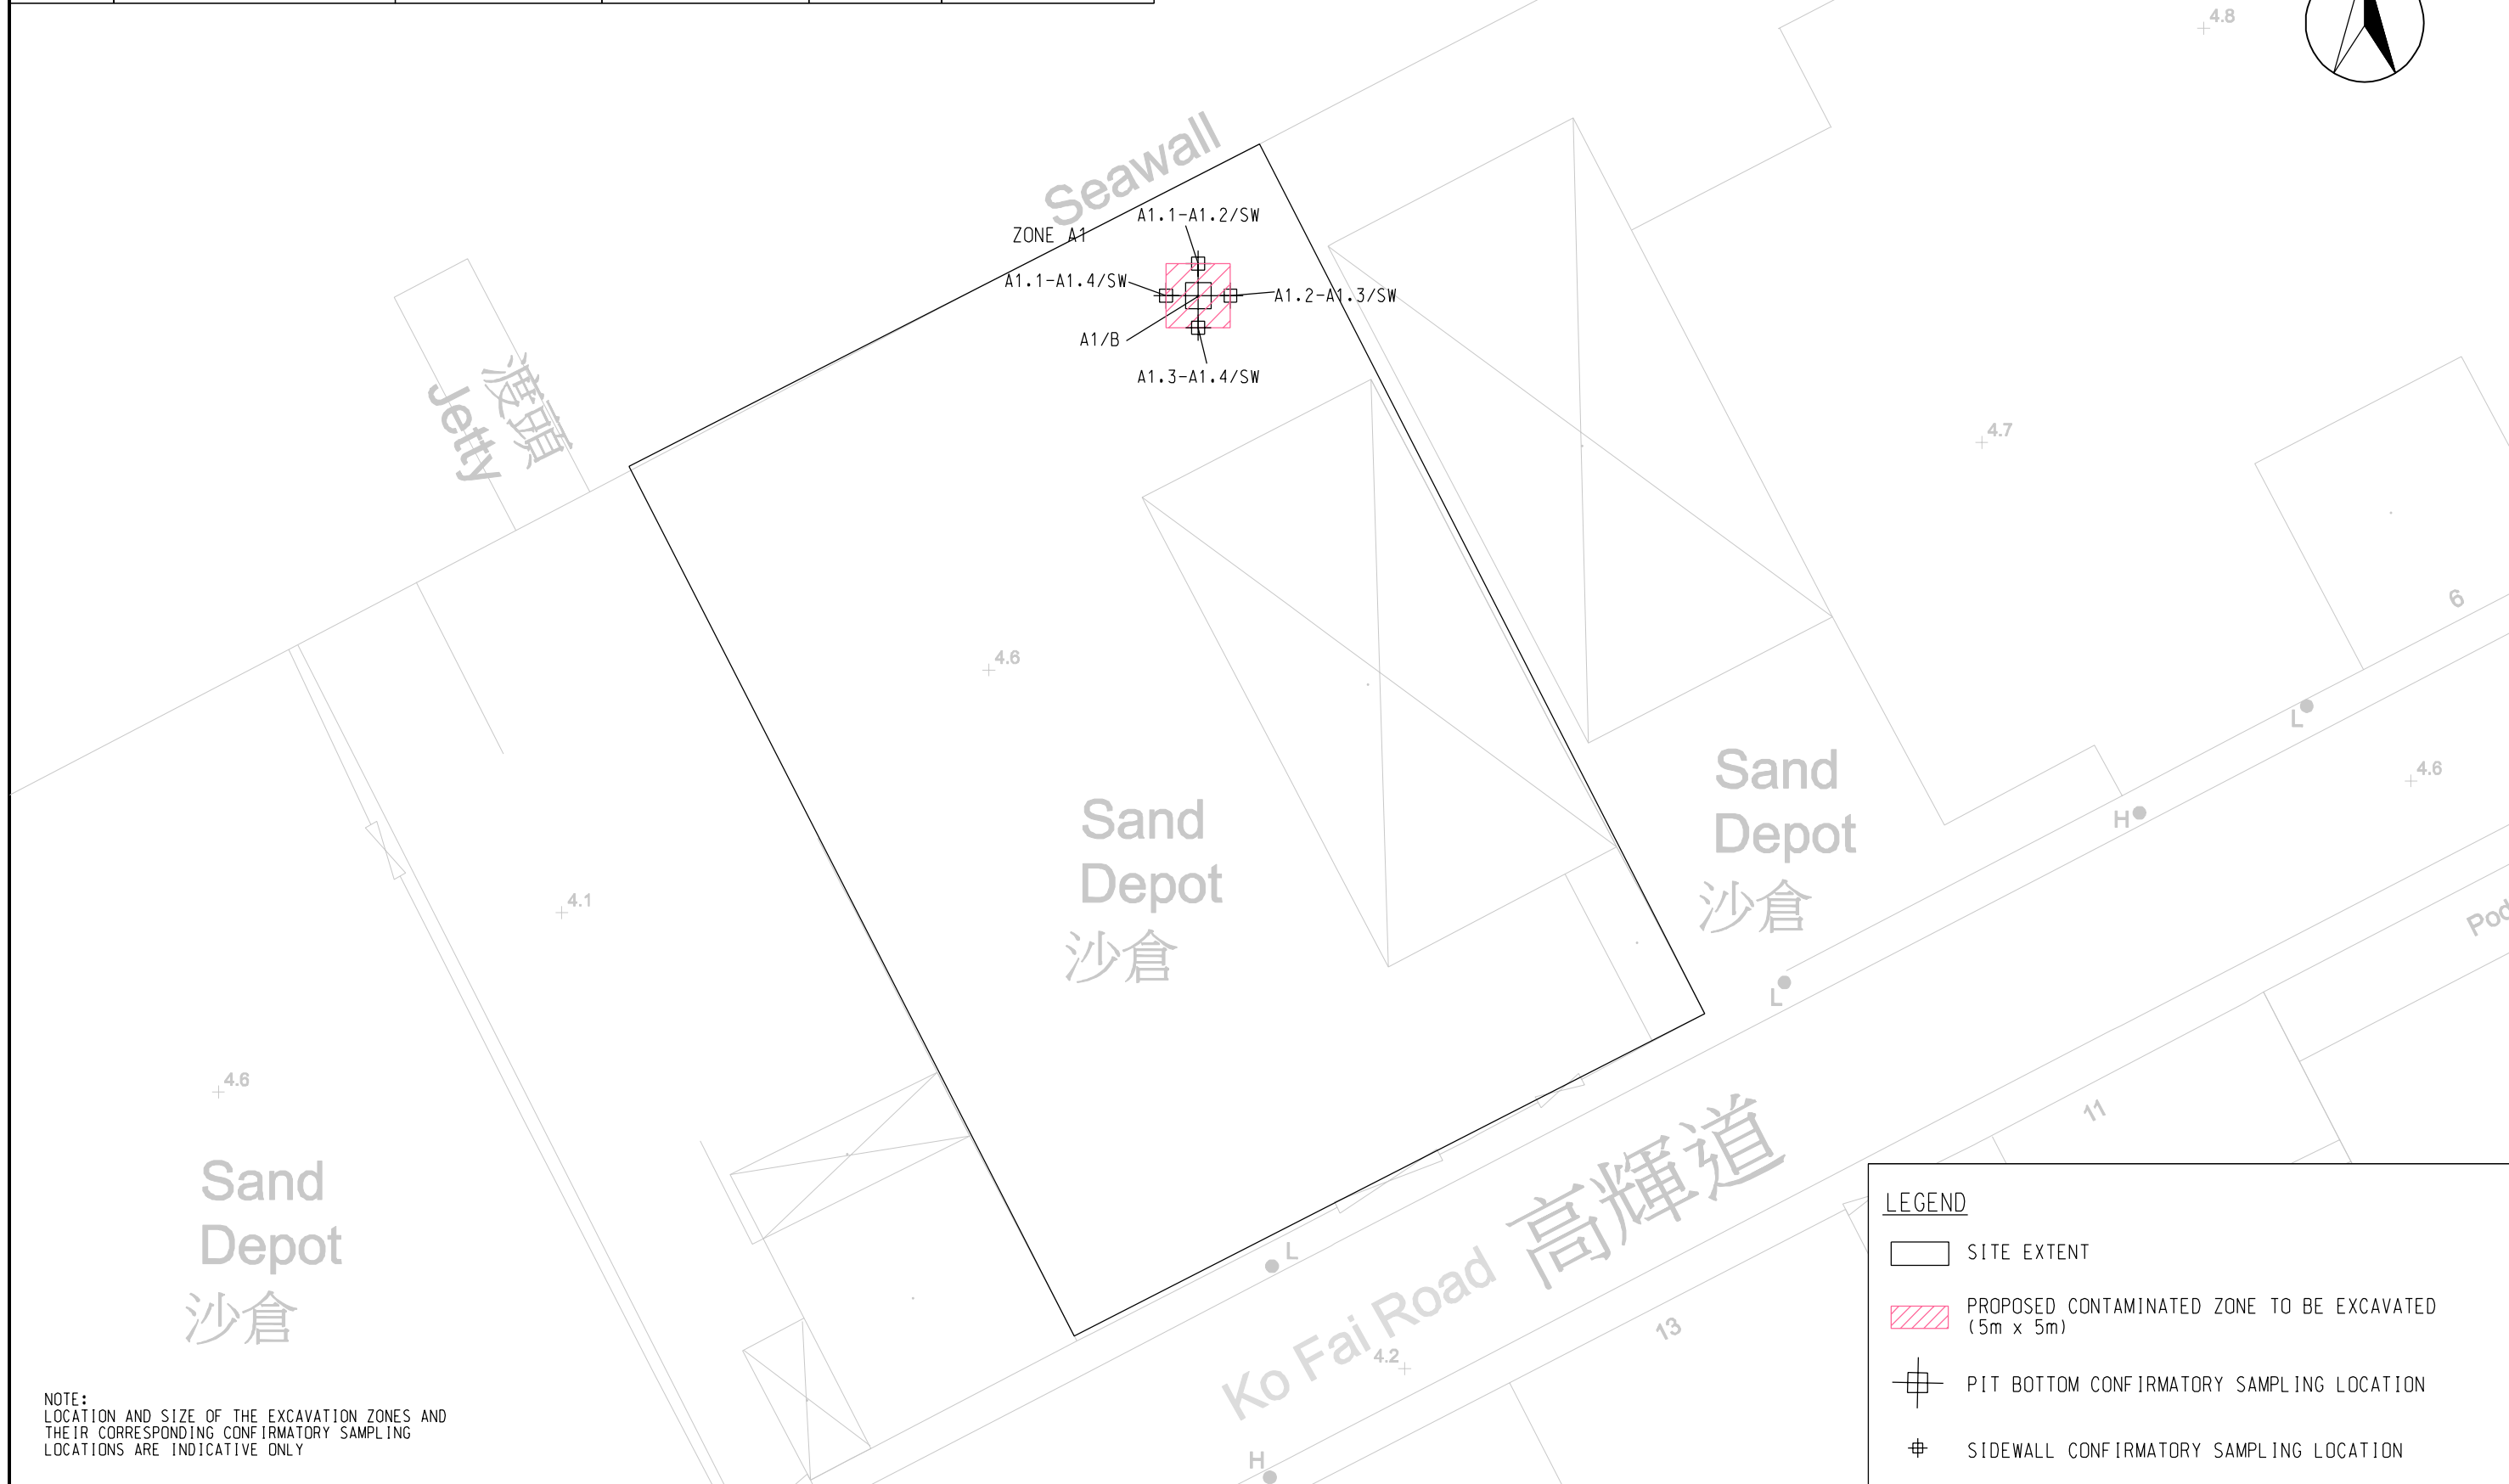 4.8
Seawall
A1.1-A1.2/SW
ZONE A1
A1.1-A1.4/SW
A1.2-A1.3/SW
A1/B
A1.3-A1.4/SW
渡頭
Jetty
4.7
6
4.6
L
Sand
Depot
沙倉
Sand
Depot
沙倉
4.6
H
4.1
L
4.6
Sand
Depot
沙倉
11
L
Ko Fai Road 高輝道
13
4.2
H
LEGEND
SITE EXTENT
PROPOSED CONTAMINATED ZONE TO BE EXCAVATED
(5m x 5m)
PIT BOTTOM CONFIRMATORY SAMPLING LOCATION
SIDEWALL CONFIRMATORY SAMPLING LOCATION
NOTE:
LOCATION AND SIZE OF THE EXCAVATION ZONES AND
THEIR CORRESPONDING CONFIRMATORY SAMPLING
LOCATIONS ARE INDICATIVE ONLY